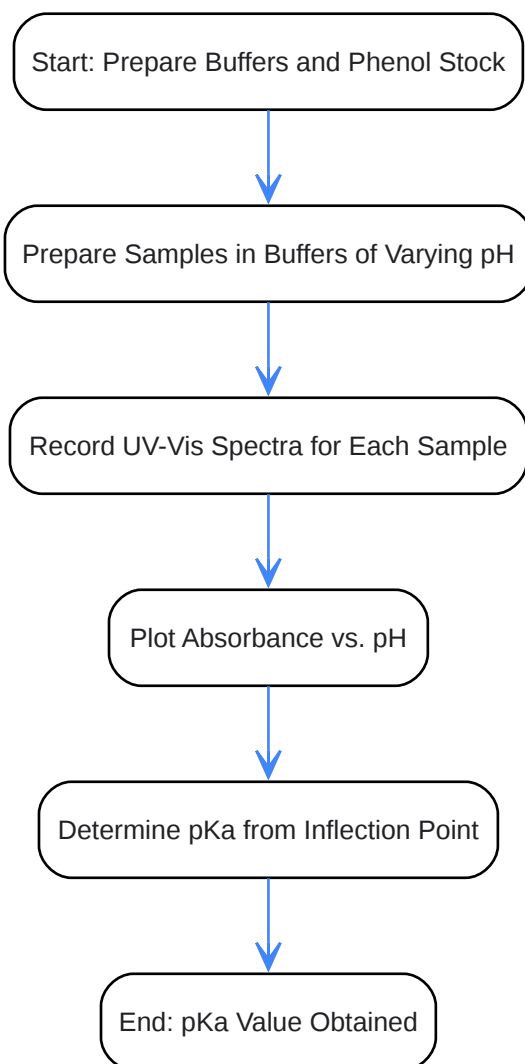 Start: Prepare Buffers and Phenol Stock
Prepare Samples in Buffers of Varying pH
Record UV-Vis Spectra for Each Sample
Plot Absorbance vs. pH
Determine pKa from Inflection Point
End: pKa Value Obtained